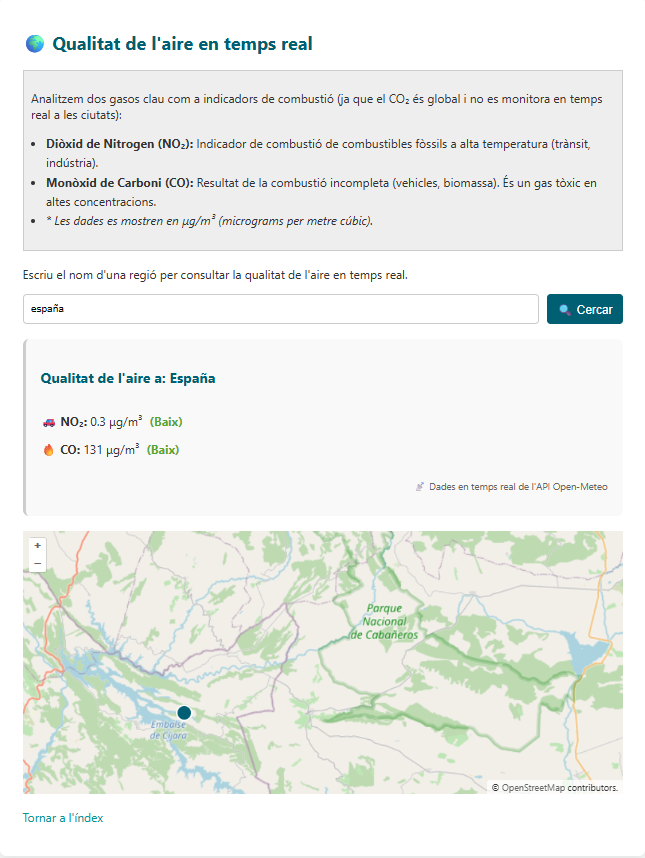 Qualitat de l'aire en temps real
Analitzem dos gasos clau com a indicadors de combustió (ja que el CO₂ és global i no es monitora en temps
real a les ciutats):
• Diòxid de Nitrogen (NO₂): Indicador de combustió de combustibles fòssils a alta temperatura (trànsit,
indústria).
• Monòxid de Carboni (CO): Resultat de la combustió incompleta (vehicles, biomassa). És un gas tòxic en
altes concentracions.
• * Les dades es mostren en µg/m³ (micrograms per metre cúbic).
Escriu el nom d'una regió per consultar la qualitat de l'aire en temps real.
españa
Cercar
Qualitat de l'aire a: España
NO₂: 0.3 µg/m³ (Baix)
CO: 131 µg/m³ (Baix)
Dades en temps real de l'API Open-Meteo
+
−
Parque
Nacional
de Cabañeros
Embalse
de Cíjara
© OpenStreetMap contributors.
Tornar a l'índex